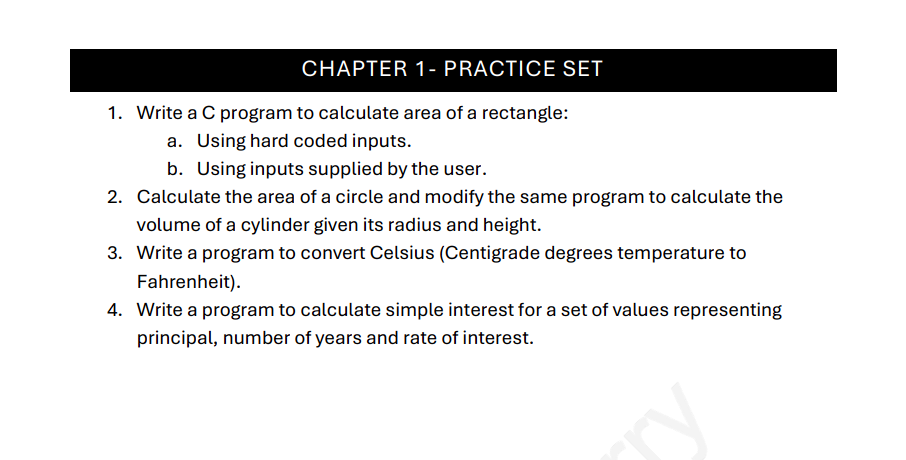 CHAPTER 1- PRACTICE SET
1. Write a C program to calculate area of a rectangle:
a. Using hard coded inputs.
b. Using inputs supplied by the user.
2. Calculate the area of a circle and modify the same program to calculate the
volume of a cylinder given its radius and height.
3. Write a program to convert Celsius (Centigrade degrees temperature to
Fahrenheit).
4. Write a program to calculate simple interest for a set of values representing
principal, number of years and rate of interest.